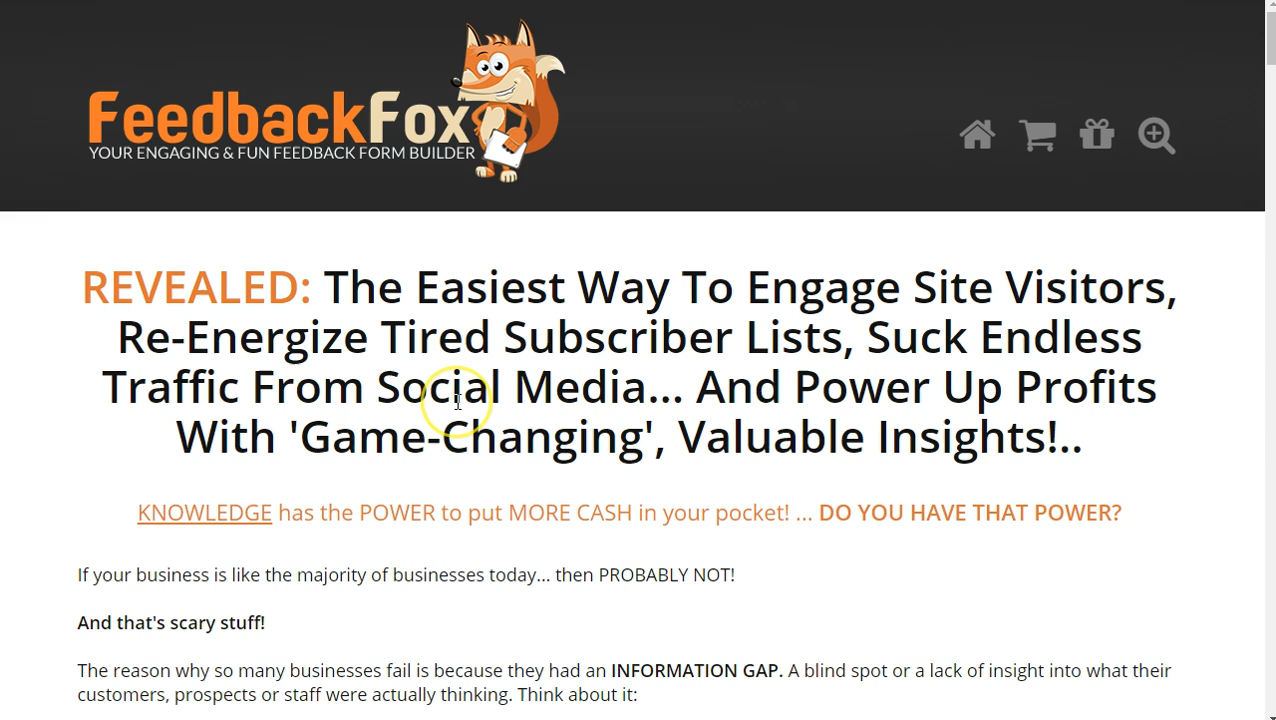 FeedbackFox
YOUR ENGAGING & FUN FEEDBACK FORM BUILDER
REVEALED: The Easiest Way To Engage Site Visitors,
Re-Energize Tired Subscriber Lists, Suck Endless
Traffic From Social Media... And Power Up Profits
With 'Game-Changing', Valuable Insights!..
KNOWLEDGE has the POWER to put MORE CASH in your pocket! ... DO YOU HAVE THAT POWER?
If your business is like the majority of businesses today... then PROBABLY NOT!
And that's scary stuff!
The reason why so many businesses fail is because they had an INFORMATION GAP. A blind spot or a lack of insight into what their
customers, prospects or staff were actually thinking. Think about it: